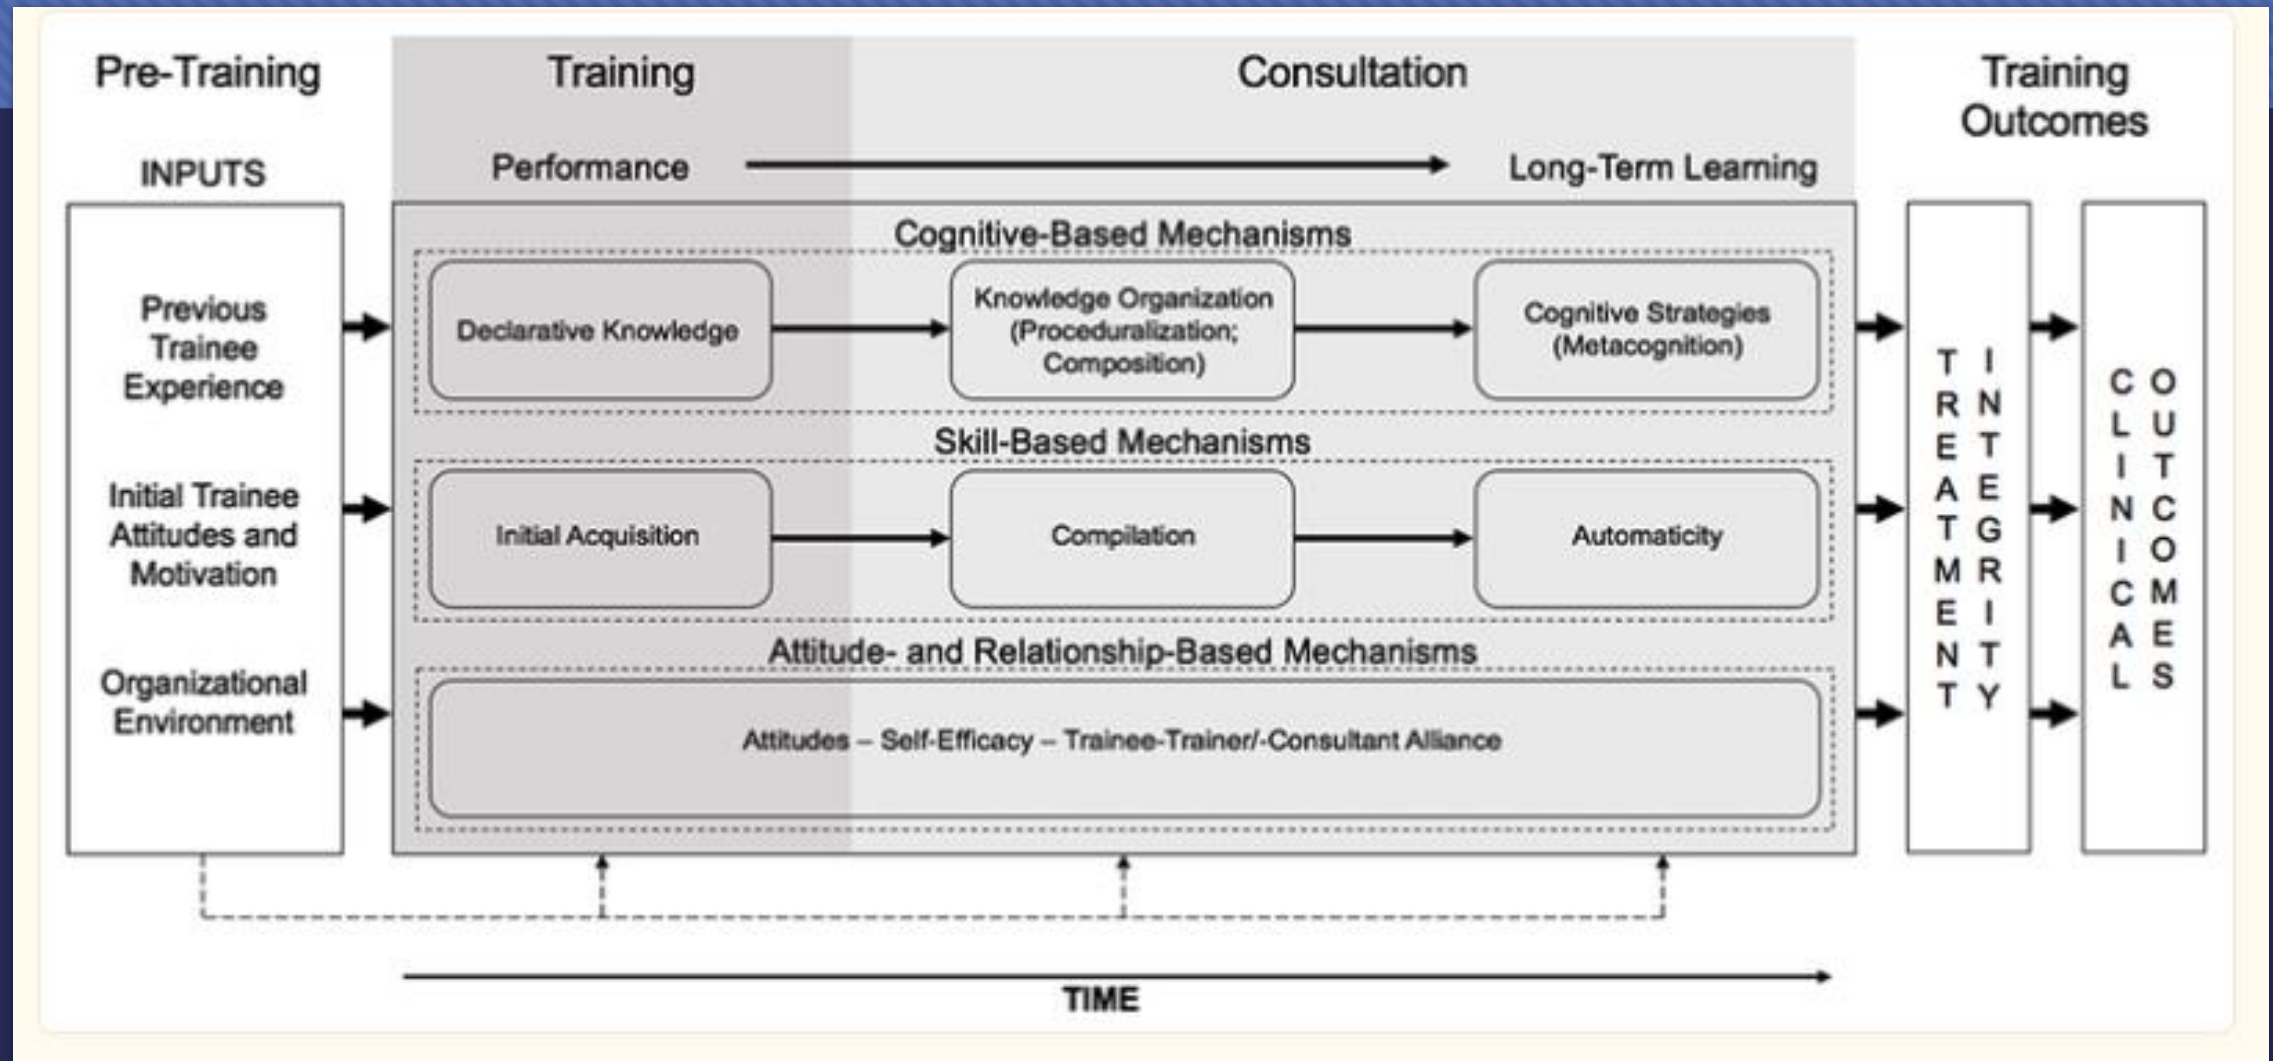 Pre-Training
Training
Consultation
Training
Outcomes
INPUTS
Performance
Long-Term Learning
Previous
Trainee
Experience
Initial Trainee
Attitudes and
Motivation
Organizational
Environment
Cognitive-Based Mechanisms
Declarative Knowledge
Knowledge Organization
(Proceduralization;
Composition)
Cognitive Strategies
(Metacognition)
Skill-Based Mechanisms
Initial Acquisition
Compilation
Automaticity
Attitude- and Relationship-Based Mechanisms
Attitudes – Self-Efficacy – Trainee-Trainer/-Consultant Alliance
TREATMENT
INTEGRITY
CLINICAL
OUTCOMES
TIME